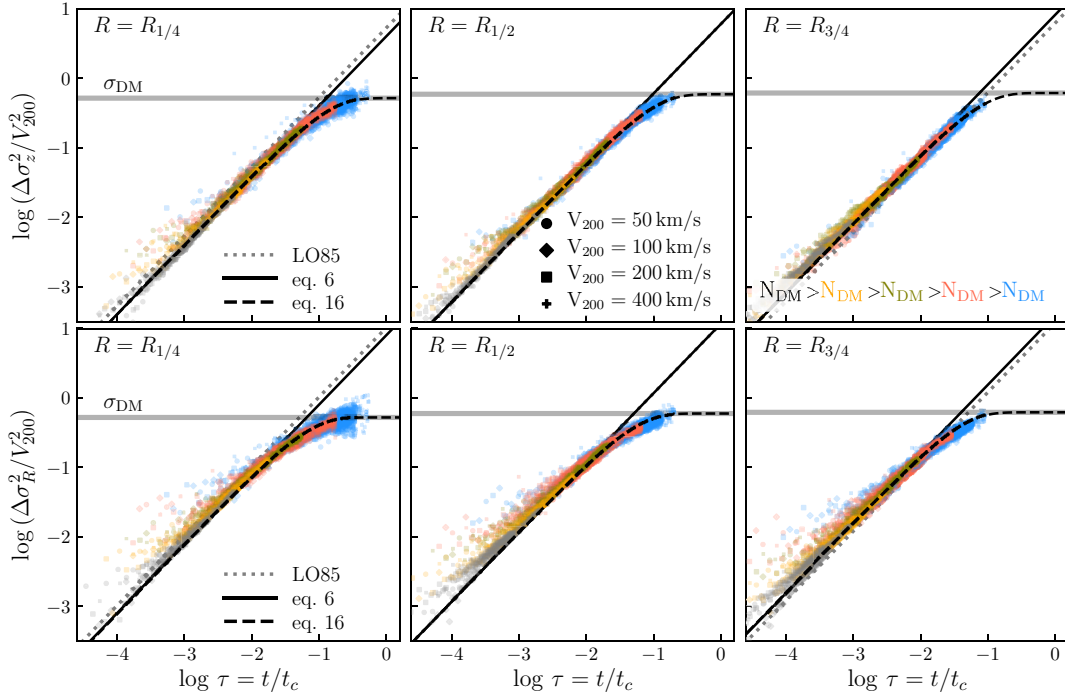 R = R_{1/4}
R = R_{1/2}
R = R_{3/4}
1
0
−1
−2
−3
log (Δσ_z^2/V_{200}^2)
σ_DM
LO85
eq. 6
eq. 16
V_200 = 50 km/s
V_200 = 100 km/s
V_200 = 200 km/s
V_200 = 400 km/s
N_DM>N_DM>N_DM>N_DM>N_DM
R = R_{1/4}
R = R_{1/2}
R = R_{3/4}
1
0
−1
−2
−3
log (Δσ_R^2/V_{200}^2)
σ_DM
LO85
eq. 6
eq. 16
−4 −3 −2 −1 0
−4 −3 −2 −1 0
−4 −3 −2 −1 0
log τ = t/t_c
log τ = t/t_c
log τ = t/t_c